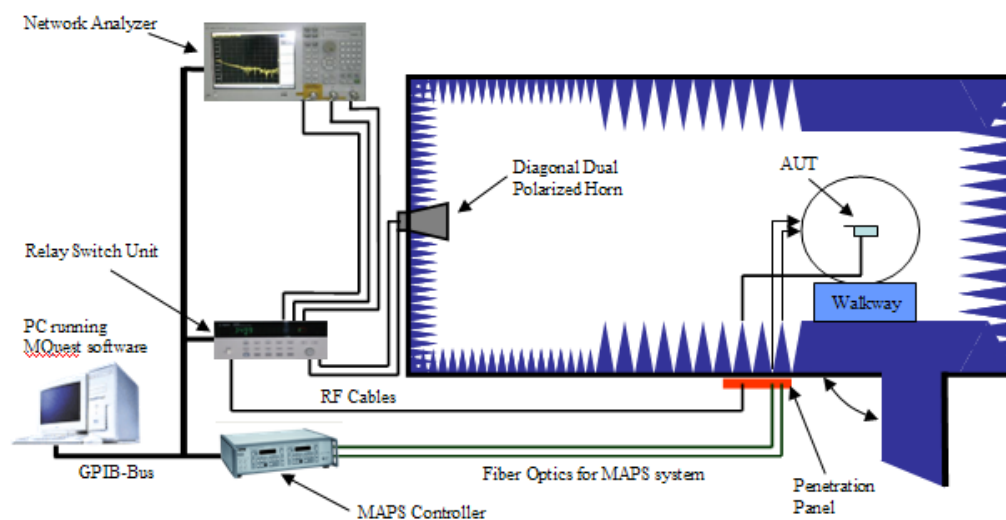 Network Analyzer
Diagonal Dual
Polarized Horn
AUT
Relay Switch Unit
Walkway
PC running
MQuest software
RF Cables
GPIB-Bus
Fiber Optics for MAPS system
Penetration
Panel
MAPS Controller